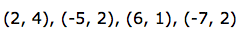 (2, 4), (-5, 2), (6, 1), (-7, 2)